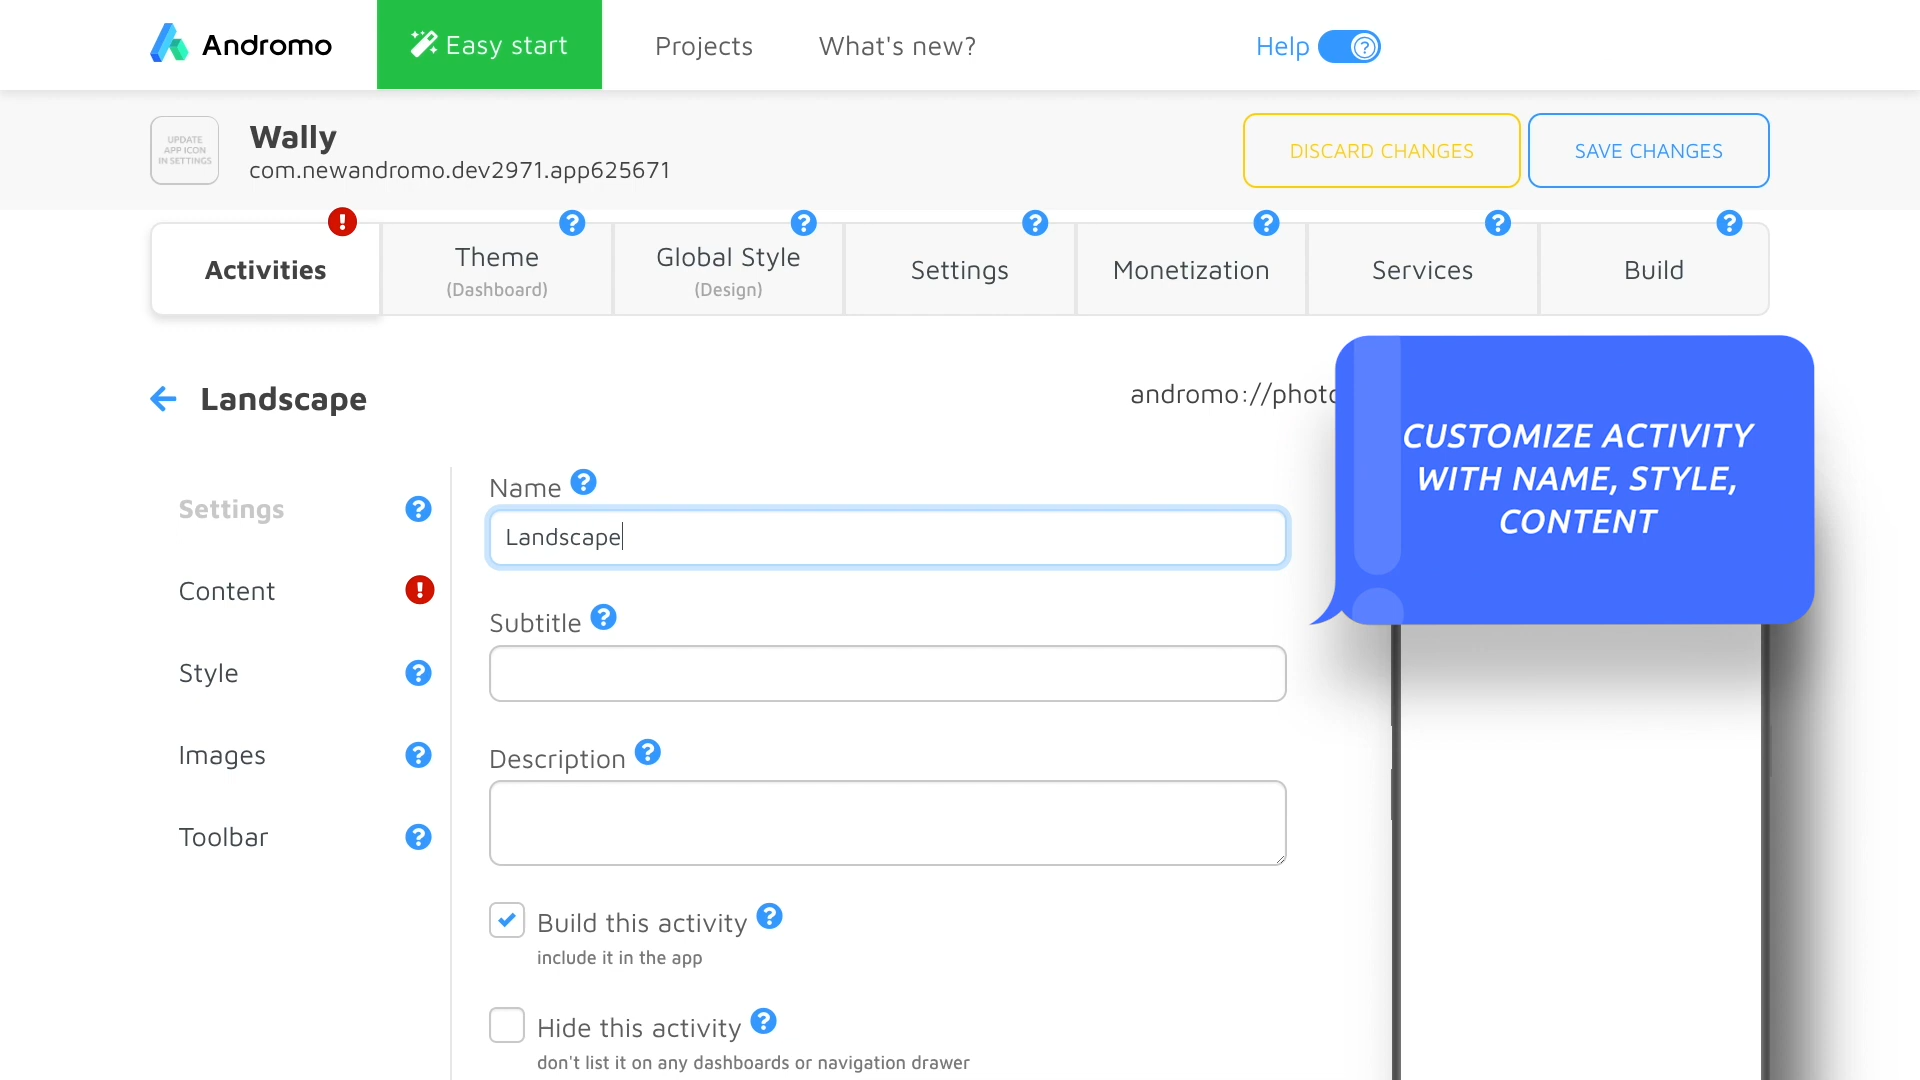 Andromo
Easy start
Projects
What's new?
Help
UPDATE
APP ICON
IN SETTINGS
Wally
com.newandromo.dev2971.app625671
DISCARD CHANGES
SAVE CHANGES
Activities
Theme
(Dashboard)
Global Style
(Design)
Settings
Monetization
Services
Build
Landscape
andromo://photo
CUSTOMIZE ACTIVITY
WITH NAME, STYLE,
CONTENT
Settings
Content
Style
Images
Toolbar
Name
Landscape
Subtitle
Description
Build this activity
include it in the app
Hide this activity
don't list it on any dashboards or navigation drawer